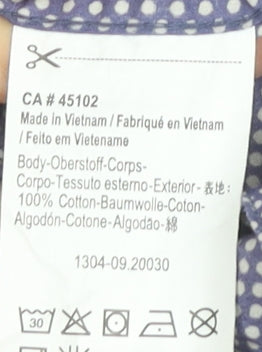 CA # 45102
Made in Vietnam / Fabriqué en Vietnam
/ Feito em Vietename
Body-Oberstoff-Corps-
Corpo-Tessuto esterno-Exterior-表地:
100% Cotton-Baumwolle-Coton-
Algodón-Cotone-Algodão-綿
1304-09.20030
30